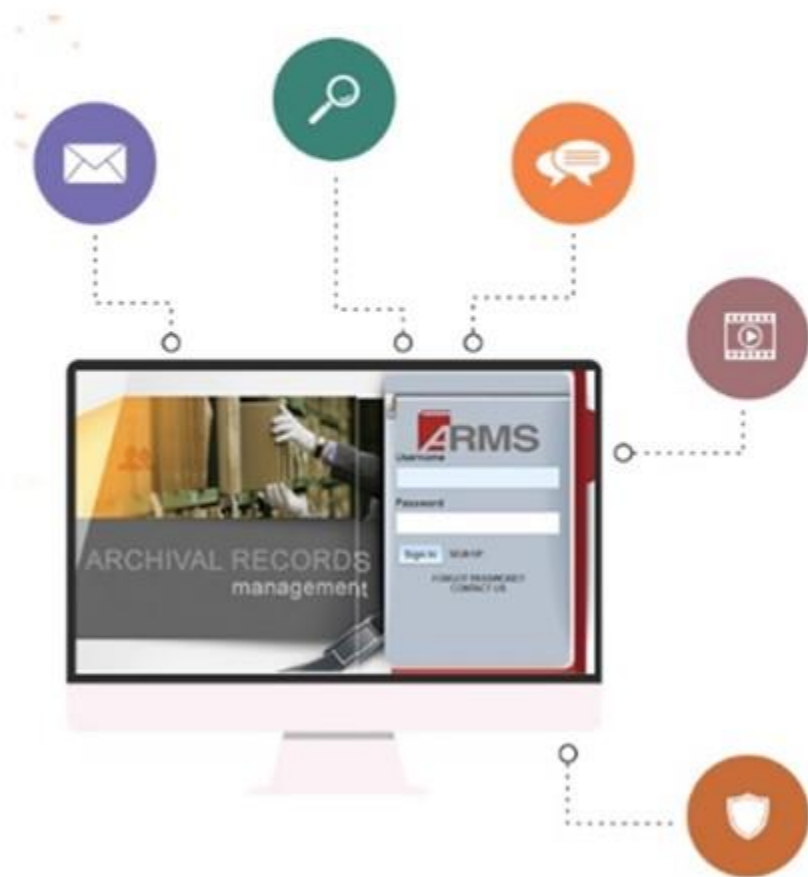 ARMS
Username
Password
Sign In SIGN UP
FORGOT PASSWORD?
CONTACT US
ARCHIVAL RECORDS
management